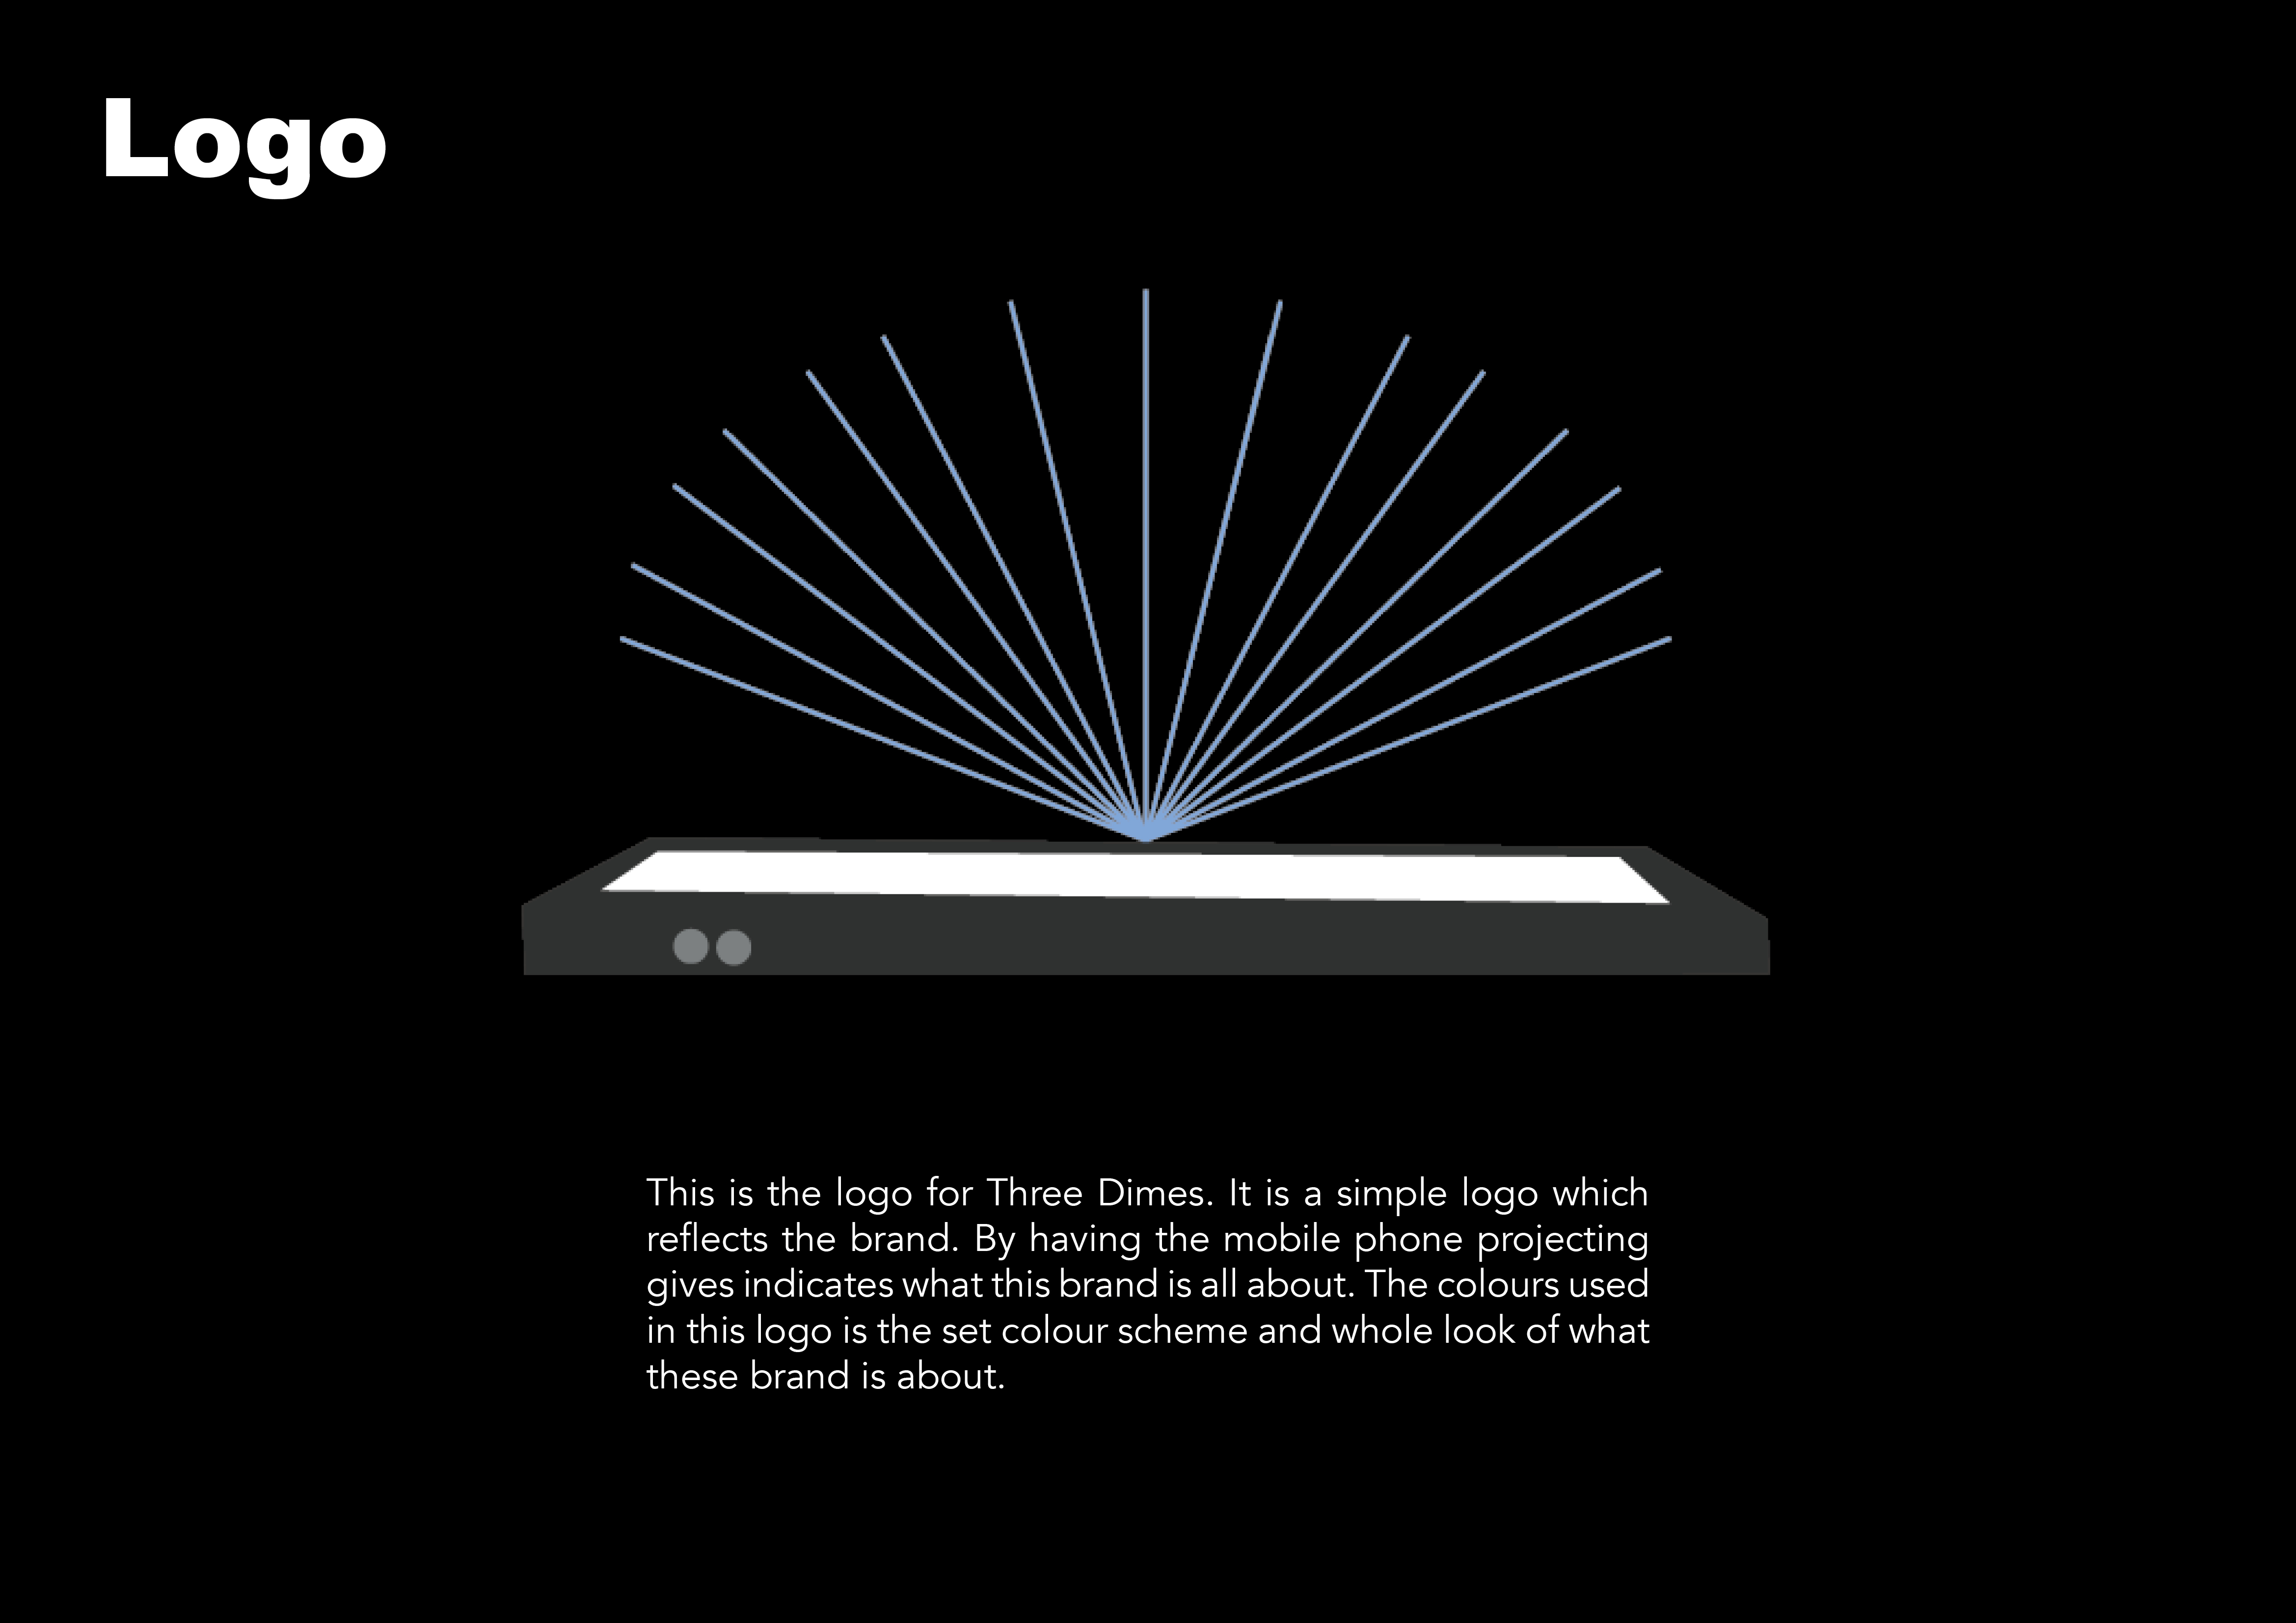 Logo
This is the logo for Three Dimes. It is a simple logo which
reflects the brand. By having the mobile phone projecting
gives indicates what this brand is all about. The colours used
in this logo is the set colour scheme and whole look of what
these brand is about.